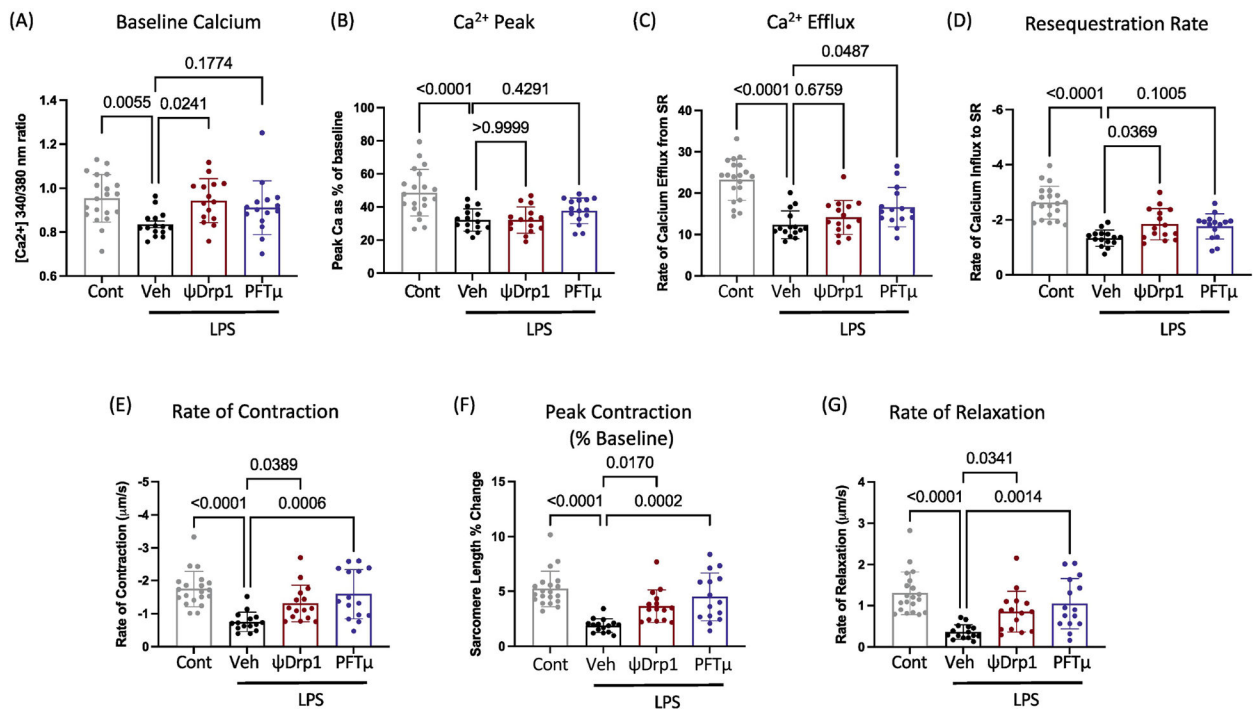 (A) Baseline Calcium
0.1774
0.0055 0.0241
[Ca2+] 340/380 nm ratio
1.4
1.2
1.0
0.8
0.6
Cont Veh ψDrp1 PFTμ
LPS
(B) Ca²⁺ Peak
<0.0001 0.4291
>0.9999
Peak Ca as % of baseline
100
80
60
40
20
0
Cont Veh ψDrp1 PFTμ
LPS
(C) Ca²⁺ Efflux
0.0487
<0.0001 0.6759
Rate of Calcium Efflux from SR
40
30
20
10
0
Cont Veh ψDrp1 PFTμ
LPS
(D) Resequestration Rate
<0.0001 0.1005
0.0369
Rate of Calcium Influx to SR
-6
-4
-2
0
Cont Veh ψDrp1 PFTμ
LPS
(E) Rate of Contraction
0.0389
<0.0001 0.0006
Rate of Contraction (μm/s)
-5
-4
-3
-2
-1
0
Cont Veh ψDrp1 PFTμ
LPS
(F) Peak Contraction
(% Baseline)
0.0170
<0.0001 0.0002
Sarcomere Length % Change
15
10
5
0
Cont Veh ψDrp1 PFTμ
LPS
(G) Rate of Relaxation
0.0341
<0.0001 0.0014
Rate of Relaxation (μm/s)
4
3
2
1
0
Cont Veh ψDrp1 PFTμ
LPS